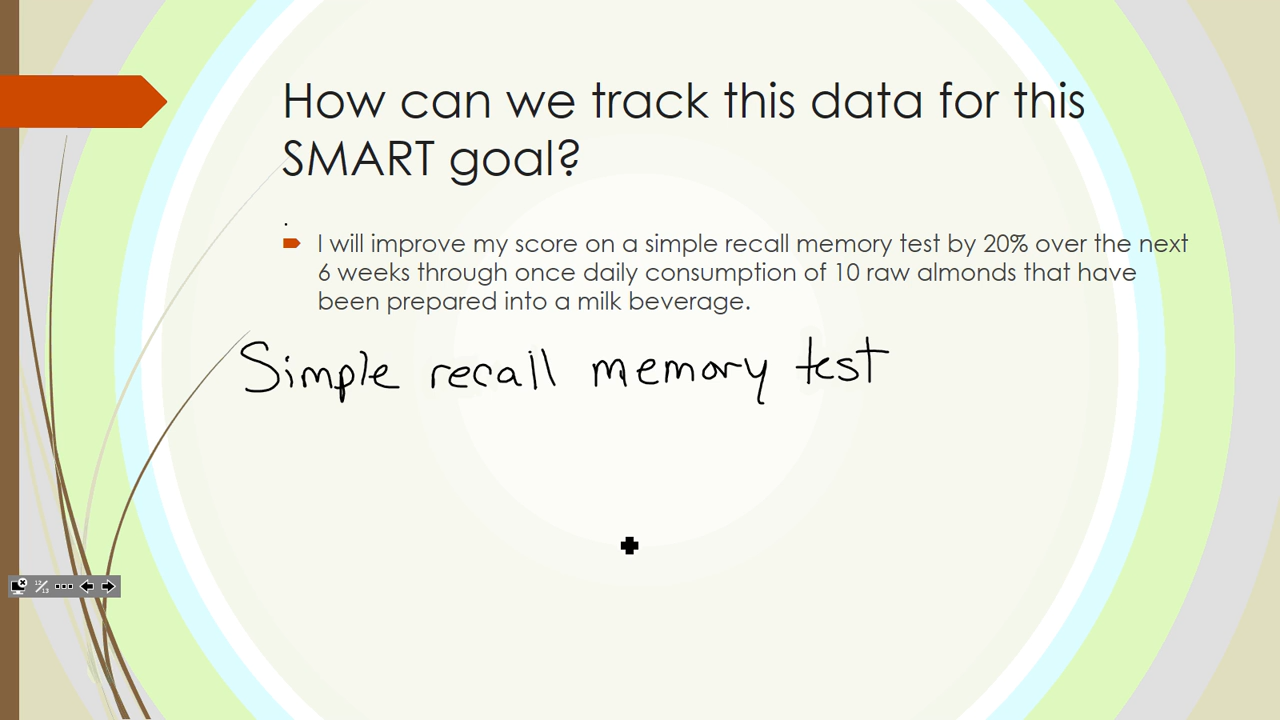 How can we track this data for this
SMART goal?
.
I will improve my score on a simple recall memory test by 20% over the next
6 weeks through once daily consumption of 10 raw almonds that have
been prepared into a milk beverage.
Simple recall memory test
12/13